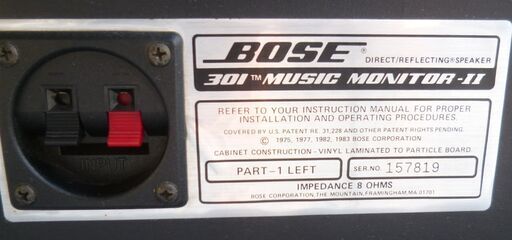 BOSE DIRECT/REFLECTING® SPEAKER
301™ MUSIC MONITOR-II
REFER TO YOUR INSTRUCTION MANUAL FOR PROPER
INSTALLATION AND OPERATING PROCEDURES.
COVERED BY U.S. PATENT RE. 31,228 AND OTHER PATENT RIGHTS PENDING.
© 1975, 1977, 1982, 1983 BOSE CORPORATION.
CABINET CONSTRUCTION - VINYL LAMINATED TO PARTICLE BOARD.
PART-1 LEFT SER.NO. 157819
IMPEDANCE 8 OHMS
BOSE CORPORATION, THE MOUNTAIN, FRAMINGHAM, MA 01701
INPUT